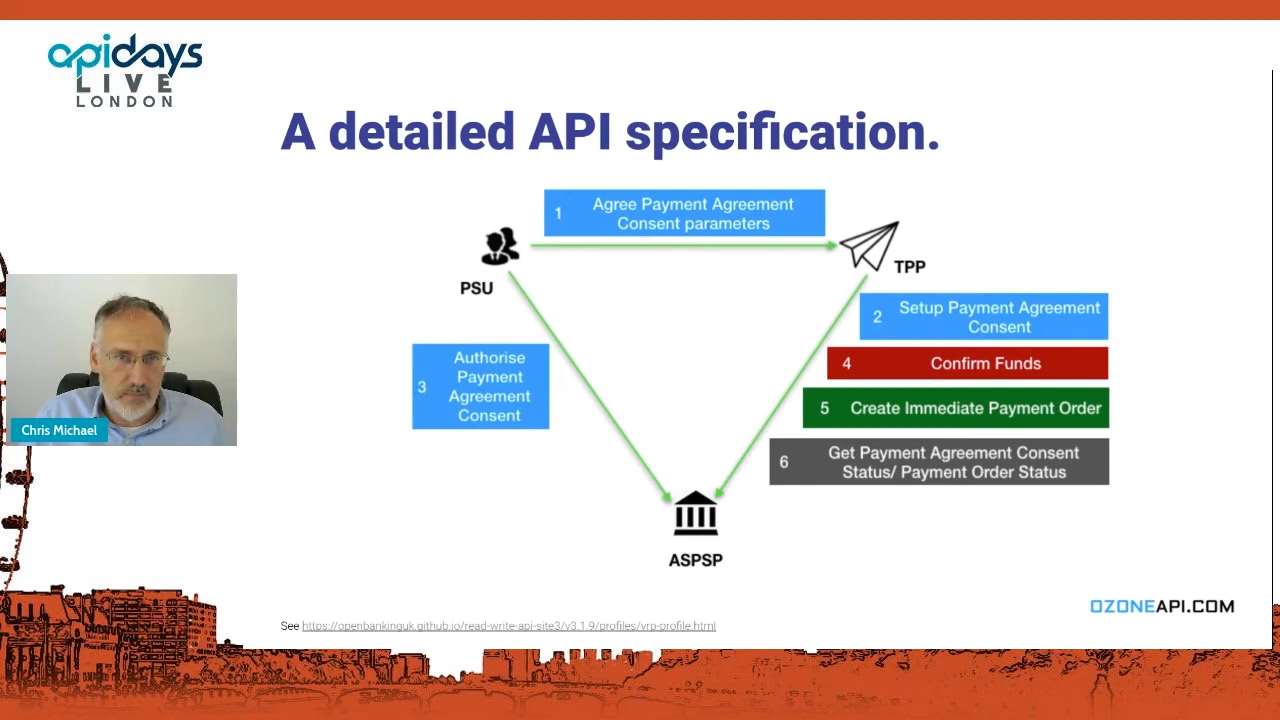 apidays
LIVE
LONDON
A detailed API specification.
1 Agree Payment Agreement
Consent parameters
PSU
TPP
2 Setup Payment Agreement
Consent
3 Authorise
Payment
Agreement
Consent
4 Confirm Funds
5 Create Immediate Payment Order
6 Get Payment Agreement Consent
Status/ Payment Order Status
Chris Michael
ASPSP
OZONEAPI.COM
See https://openbankinguk.github.io/read-write-api-site3/v3.1.9/profiles/vrp-profile.html